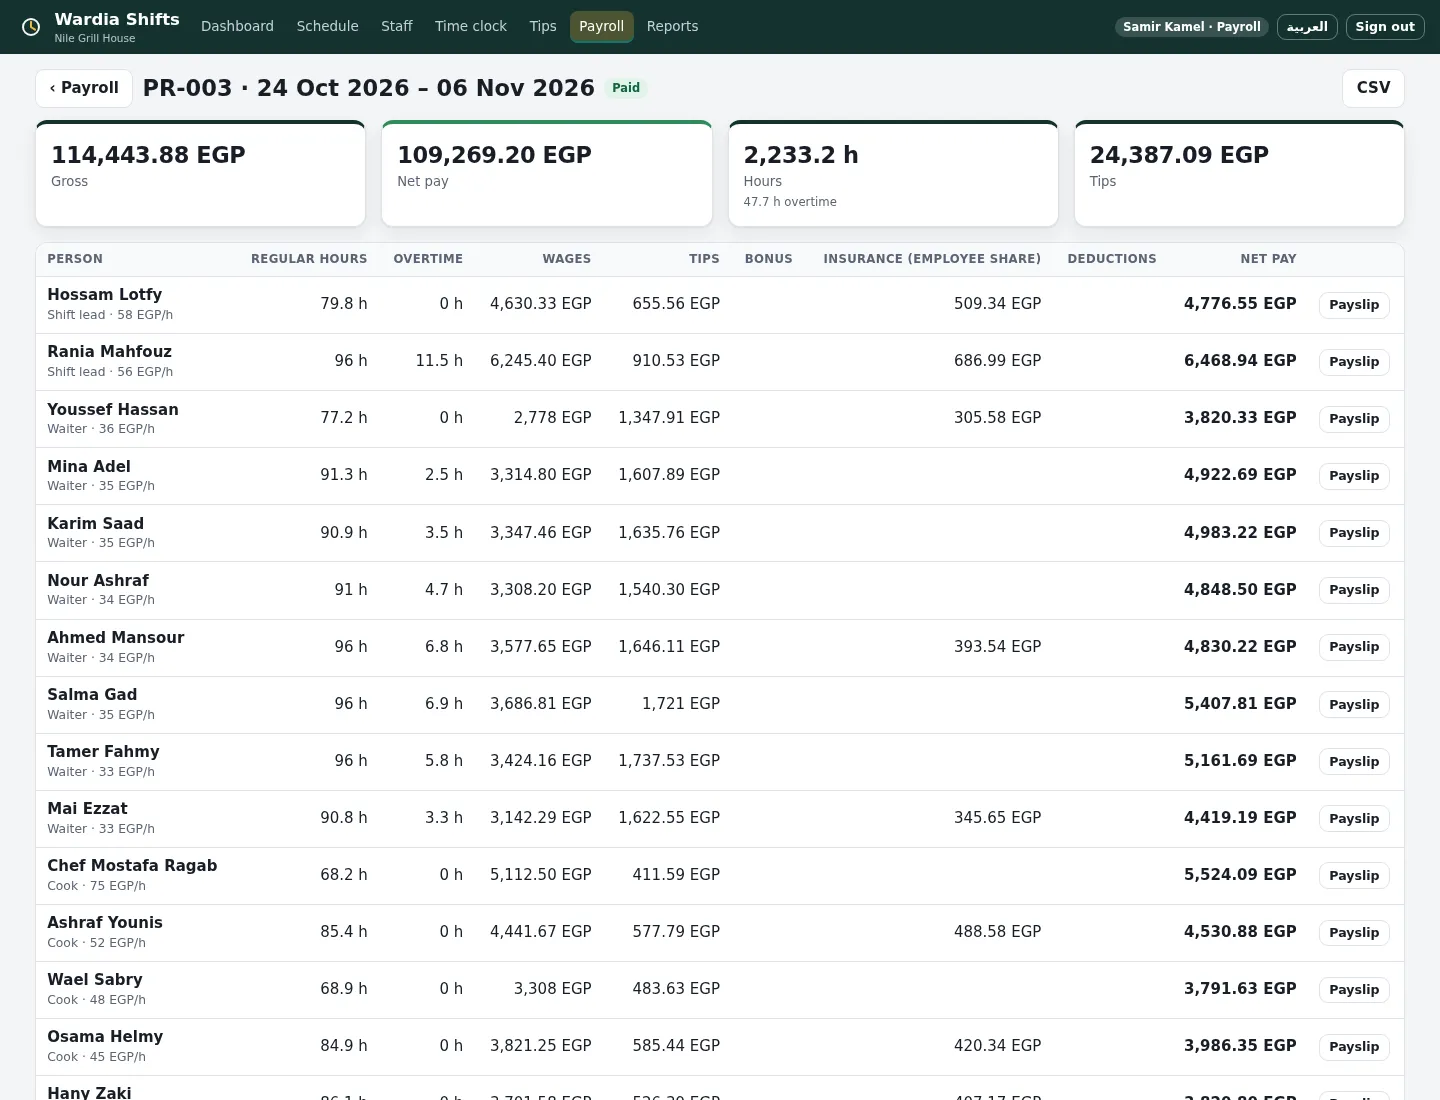 Wardia Shifts
Nile Grill House
Dashboard Schedule Staff Time clock Tips Payroll Reports
Samir Kamel · Payroll العربية Sign out
‹ Payroll PR-003 · 24 Oct 2026 – 06 Nov 2026 Paid CSV
114,443.88 EGP
Gross
109,269.20 EGP
Net pay
2,233.2 h
Hours
47.7 h overtime
24,387.09 EGP
Tips
PERSON REGULAR HOURS OVERTIME WAGES TIPS BONUS INSURANCE (EMPLOYEE SHARE) DEDUCTIONS NET PAY
Hossam Lotfy
Shift lead · 58 EGP/h
79.8 h 0 h 4,630.33 EGP 655.56 EGP 509.34 EGP 4,776.55 EGP Payslip
Rania Mahfouz
Shift lead · 56 EGP/h
96 h 11.5 h 6,245.40 EGP 910.53 EGP 686.99 EGP 6,468.94 EGP Payslip
Youssef Hassan
Waiter · 36 EGP/h
77.2 h 0 h 2,778 EGP 1,347.91 EGP 305.58 EGP 3,820.33 EGP Payslip
Mina Adel
Waiter · 35 EGP/h
91.3 h 2.5 h 3,314.80 EGP 1,607.89 EGP 4,922.69 EGP Payslip
Karim Saad
Waiter · 35 EGP/h
90.9 h 3.5 h 3,347.46 EGP 1,635.76 EGP 4,983.22 EGP Payslip
Nour Ashraf
Waiter · 34 EGP/h
91 h 4.7 h 3,308.20 EGP 1,540.30 EGP 4,848.50 EGP Payslip
Ahmed Mansour
Waiter · 34 EGP/h
96 h 6.8 h 3,577.65 EGP 1,646.11 EGP 393.54 EGP 4,830.22 EGP Payslip
Salma Gad
Waiter · 35 EGP/h
96 h 6.9 h 3,686.81 EGP 1,721 EGP 5,407.81 EGP Payslip
Tamer Fahmy
Waiter · 33 EGP/h
96 h 5.8 h 3,424.16 EGP 1,737.53 EGP 5,161.69 EGP Payslip
Mai Ezzat
Waiter · 33 EGP/h
90.8 h 3.3 h 3,142.29 EGP 1,622.55 EGP 345.65 EGP 4,419.19 EGP Payslip
Chef Mostafa Ragab
Cook · 75 EGP/h
68.2 h 0 h 5,112.50 EGP 411.59 EGP 5,524.09 EGP Payslip
Ashraf Younis
Cook · 52 EGP/h
85.4 h 0 h 4,441.67 EGP 577.79 EGP 488.58 EGP 4,530.88 EGP Payslip
Wael Sabry
Cook · 48 EGP/h
68.9 h 0 h 3,308 EGP 483.63 EGP 3,791.63 EGP Payslip
Osama Helmy
Cook · 45 EGP/h
84.9 h 0 h 3,821.25 EGP 585.44 EGP 420.34 EGP 3,986.35 EGP Payslip
Hany Zaki